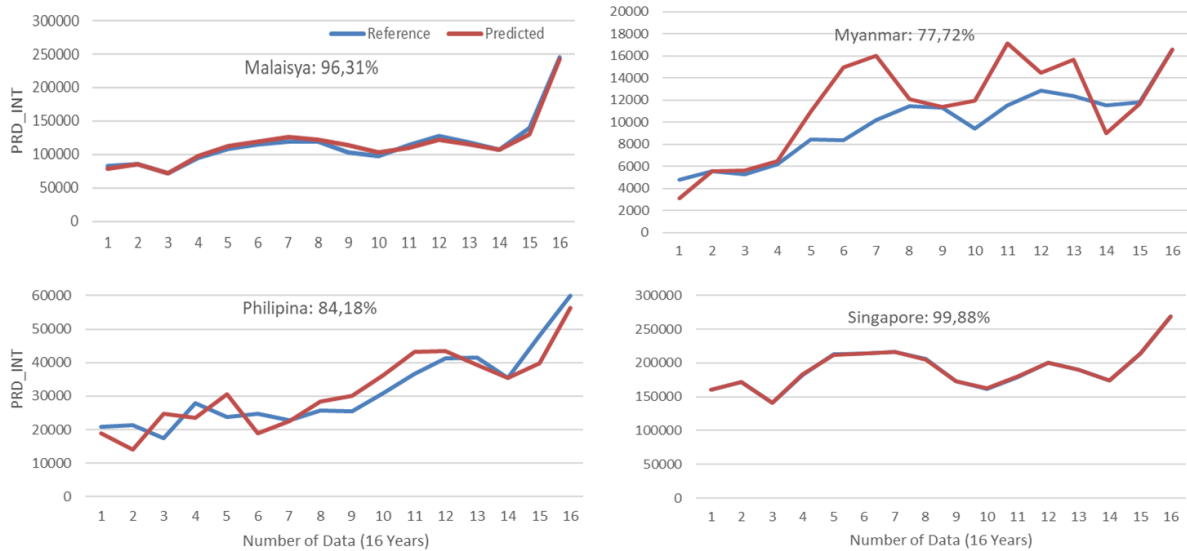 300000
250000
200000
150000
100000
50000
0
PRD_INT
Reference Predicted
Malaisya: 96,31%
1 2 3 4 5 6 7 8 9 10 11 12 13 14 15 16
20000
18000
16000
14000
12000
10000
8000
6000
4000
2000
0
Myanmar: 77,72%
1 2 3 4 5 6 7 8 9 10 11 12 13 14 15 16
60000
50000
40000
30000
20000
10000
0
PRD_INT
Philipina: 84,18%
1 2 3 4 5 6 7 8 9 10 11 12 13 14 15 16
Number of Data (16 Years)
300000
250000
200000
150000
100000
50000
0
Singapore: 99,88%
1 2 3 4 5 6 7 8 9 10 11 12 13 14 15 16
Number of Data (16 Years)